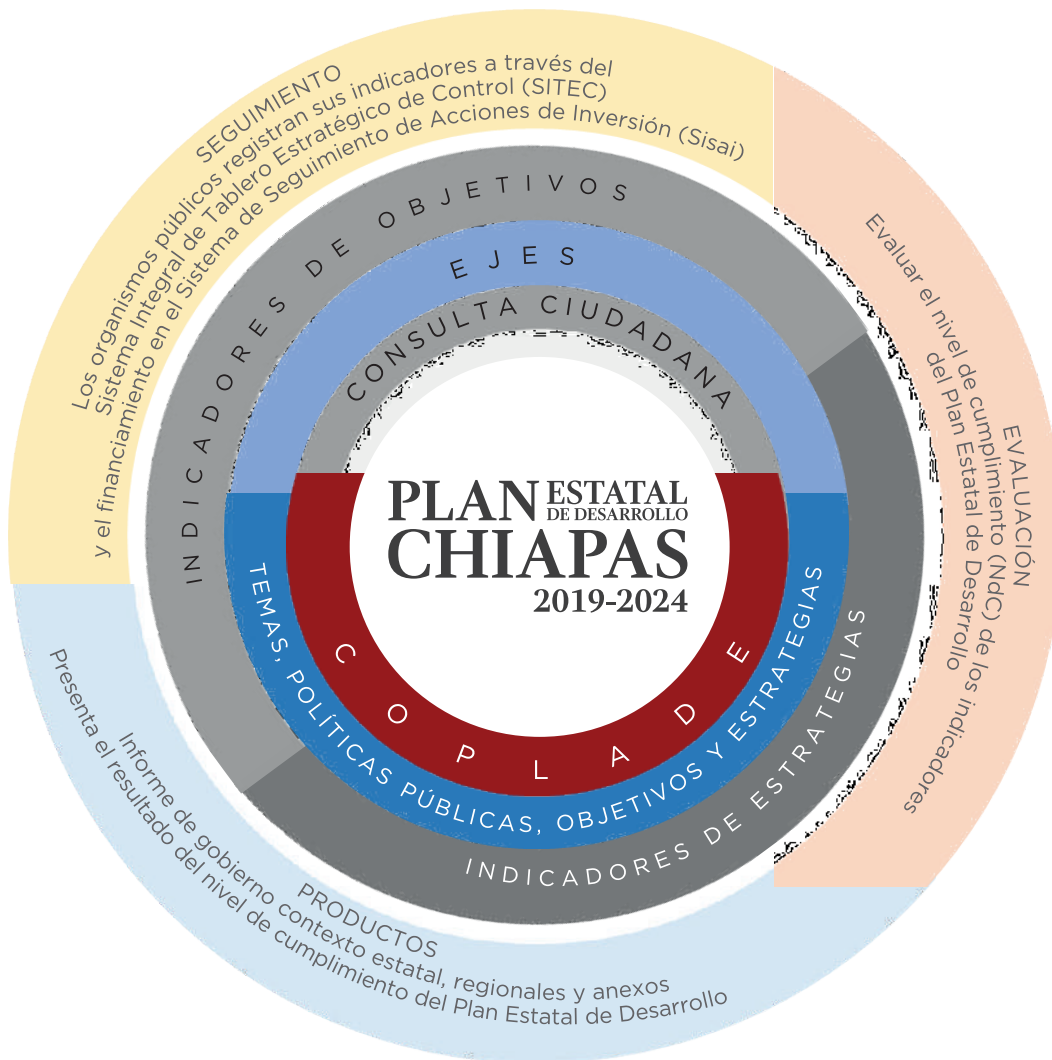 SEGUIMIENTO
Los organismos públicos registran sus indicadores a través del
Sistema Integral de Tablero Estratégico de Control (SITEC)
y el financiamiento en el Sistema de Seguimiento de Acciones de Inversión (Sisai)
EVALUACIÓN
Evaluar el nivel de cumplimiento (NdC) de los indicadores
del Plan Estatal de Desarrollo
INDICADORES DE OBJETIVOS
EJES
CONSULTA CIUDADANA
PLAN ESTATAL
DE DESARROLLO
CHIAPAS
2019-2024
COPLADE
TEMAS, POLÍTICAS PÚBLICAS, OBJETIVOS Y ESTRATEGIAS
INDICADORES DE ESTRATEGIAS
PRODUCTOS
Informe de gobierno contexto estatal, regionales y anexos
Presenta el resultado del nivel de cumplimiento del Plan Estatal de Desarrollo